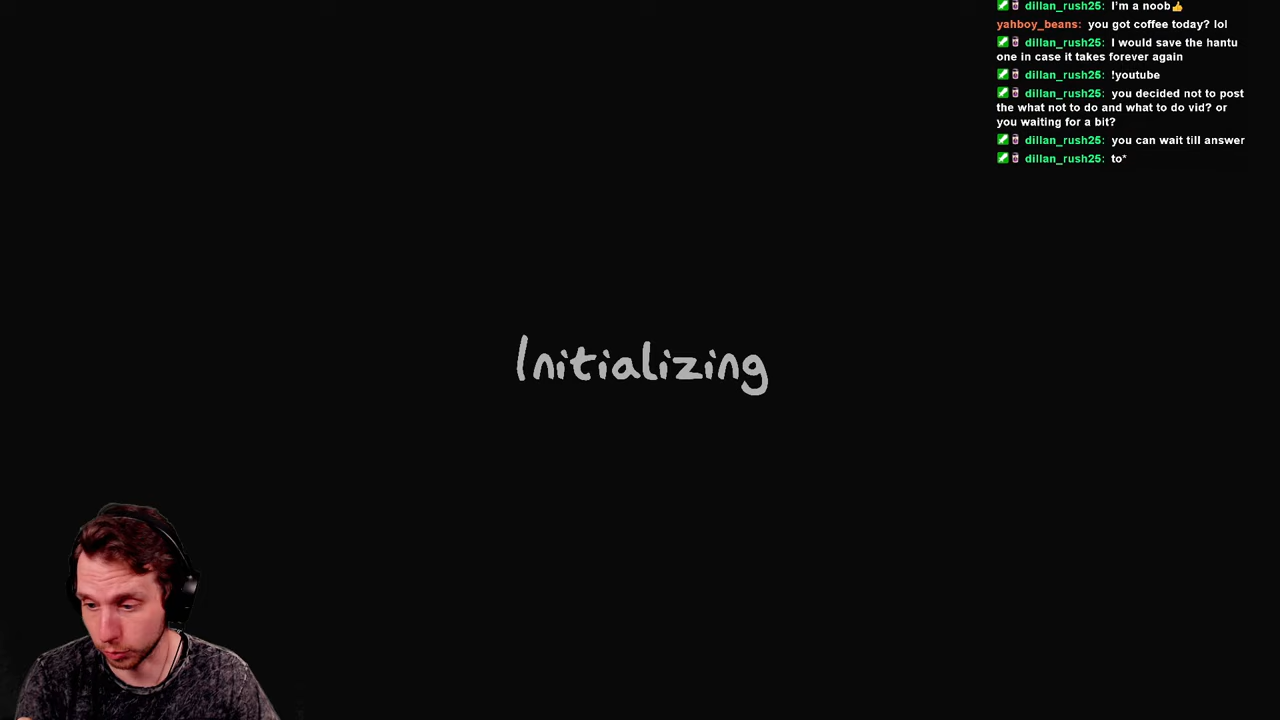 dillan_rush25: I'm a noob👍
yahboy_beans: you got coffee today? lol
dillan_rush25: I would save the hantu
one in case it takes forever again
dillan_rush25: !youtube
dillan_rush25: you decided not to post
the what not to do and what to do vid? or
you waiting for a bit?
dillan_rush25: you can wait till answer
dillan_rush25: to*
Initializing